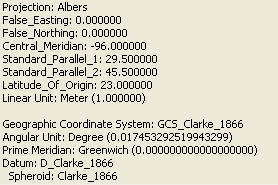 Projection: Albers
False_Easting: 0.000000
False_Northing: 0.000000
Central_Meridian: -96.000000
Standard_Parallel_1: 29.500000
Standard_Parallel_2: 45.500000
Latitude_Of_Origin: 23.000000
Linear Unit: Meter (1.000000)

Geographic Coordinate System: GCS_Clarke_1866
Angular Unit: Degree (0.017453292519943299)
Prime Meridian: Greenwich (0.000000000000000000)
Datum: D_Clarke_1866
  Spheroid: Clarke_1866